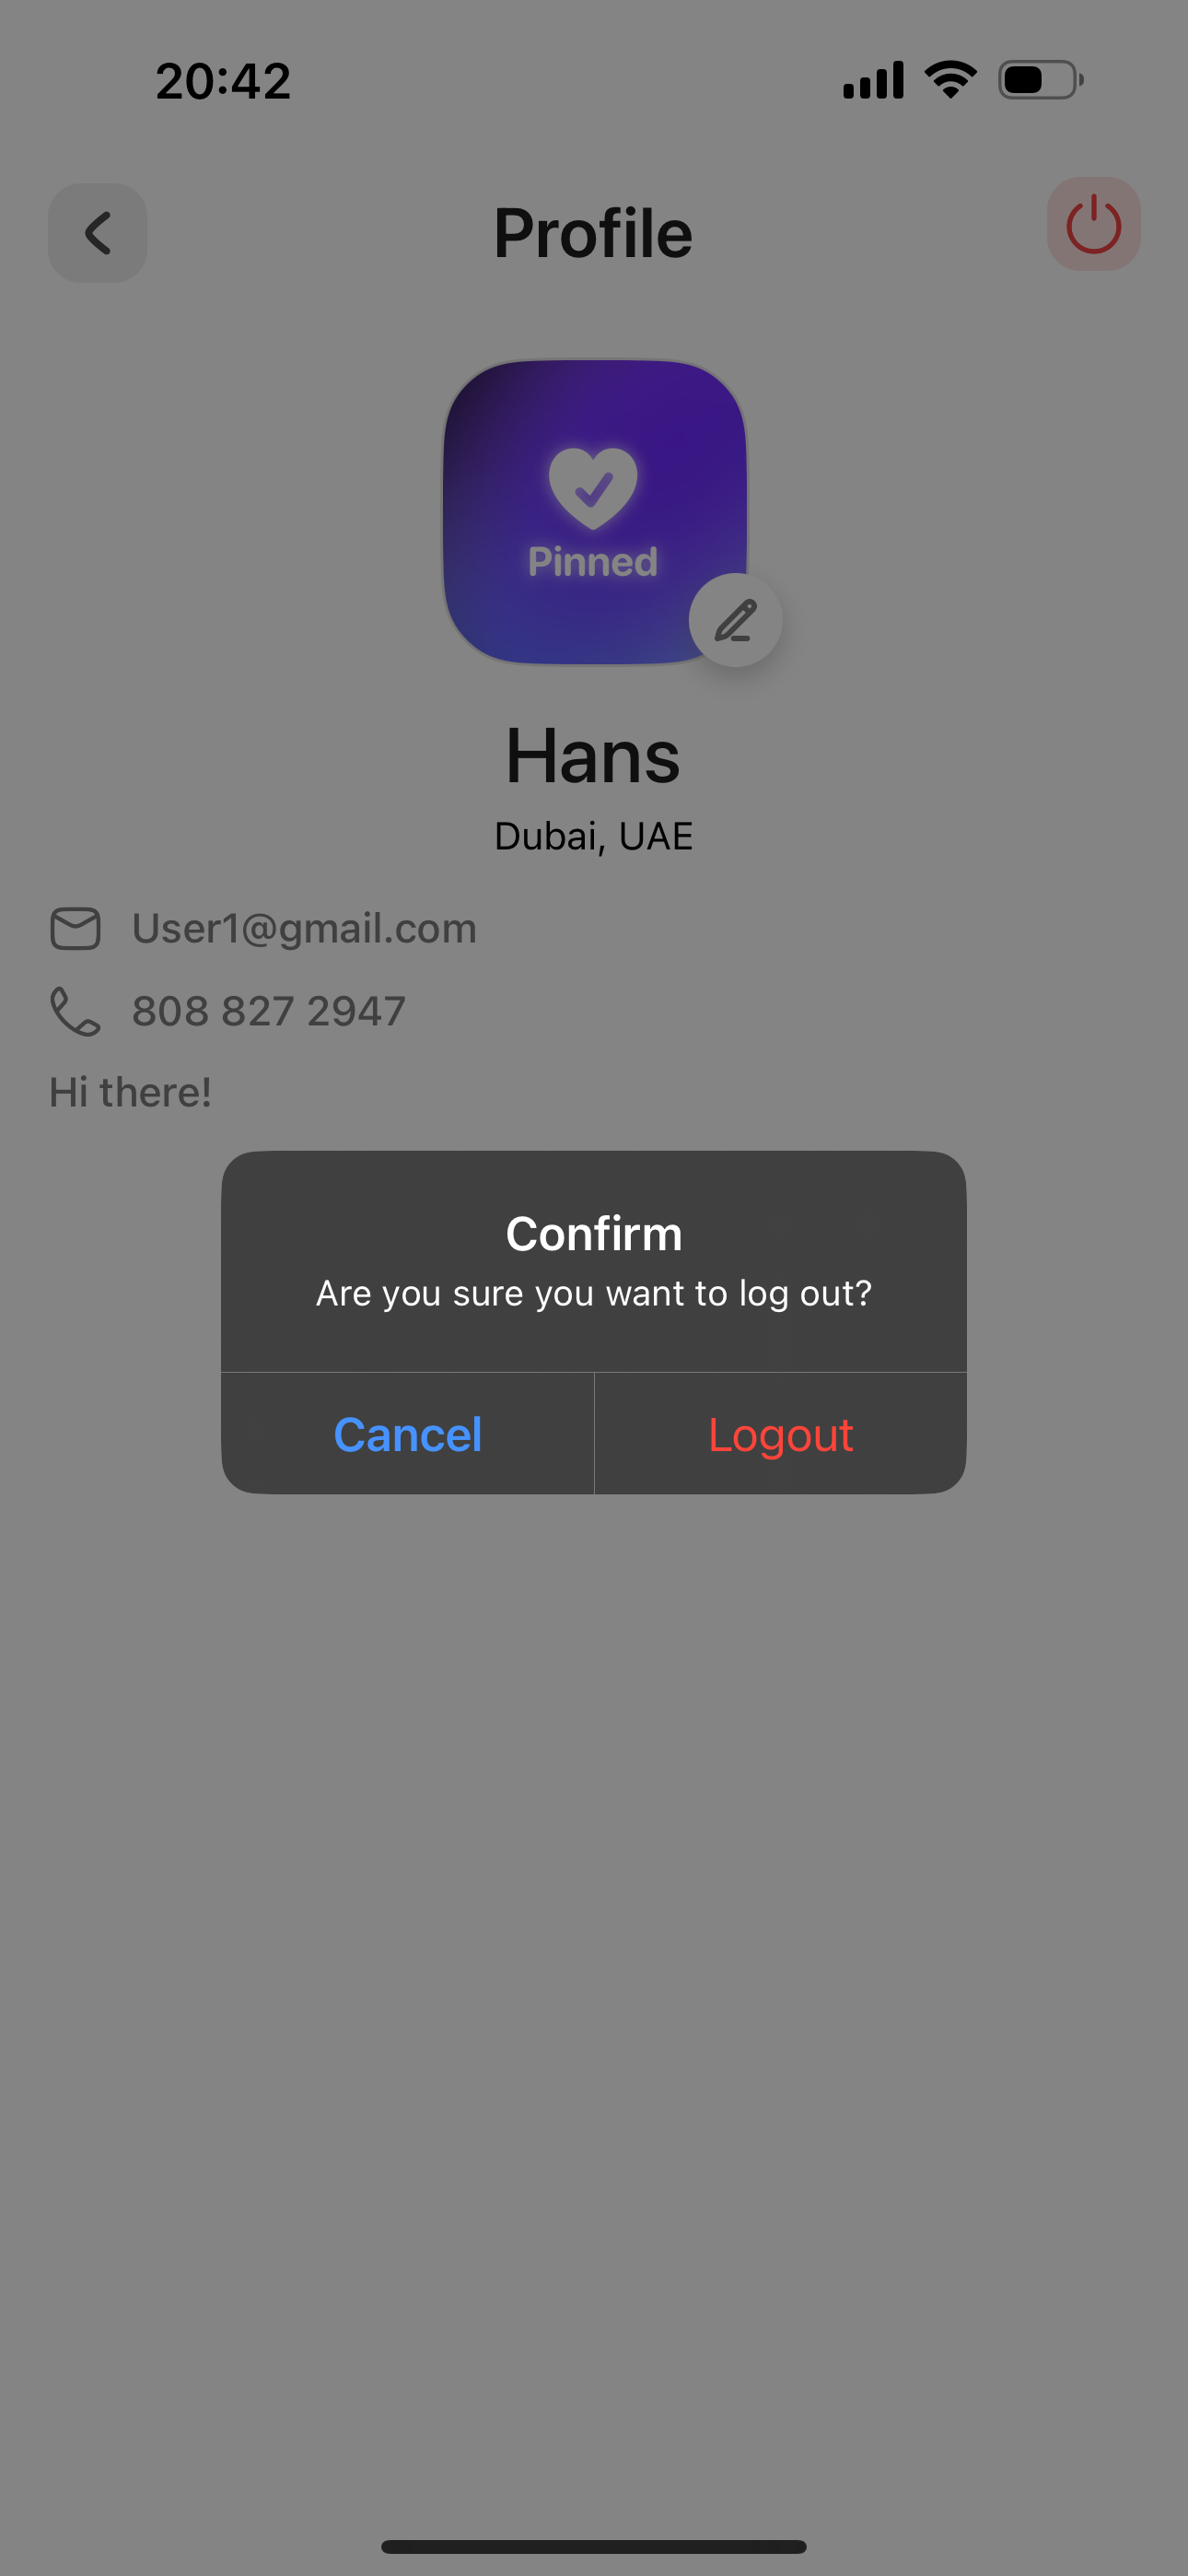 20:42
Profile
Pinned
Hans
Dubai, UAE
User1@gmail.com
808 827 2947
Hi there!
Confirm
Are you sure you want to log out?
Cancel
Logout